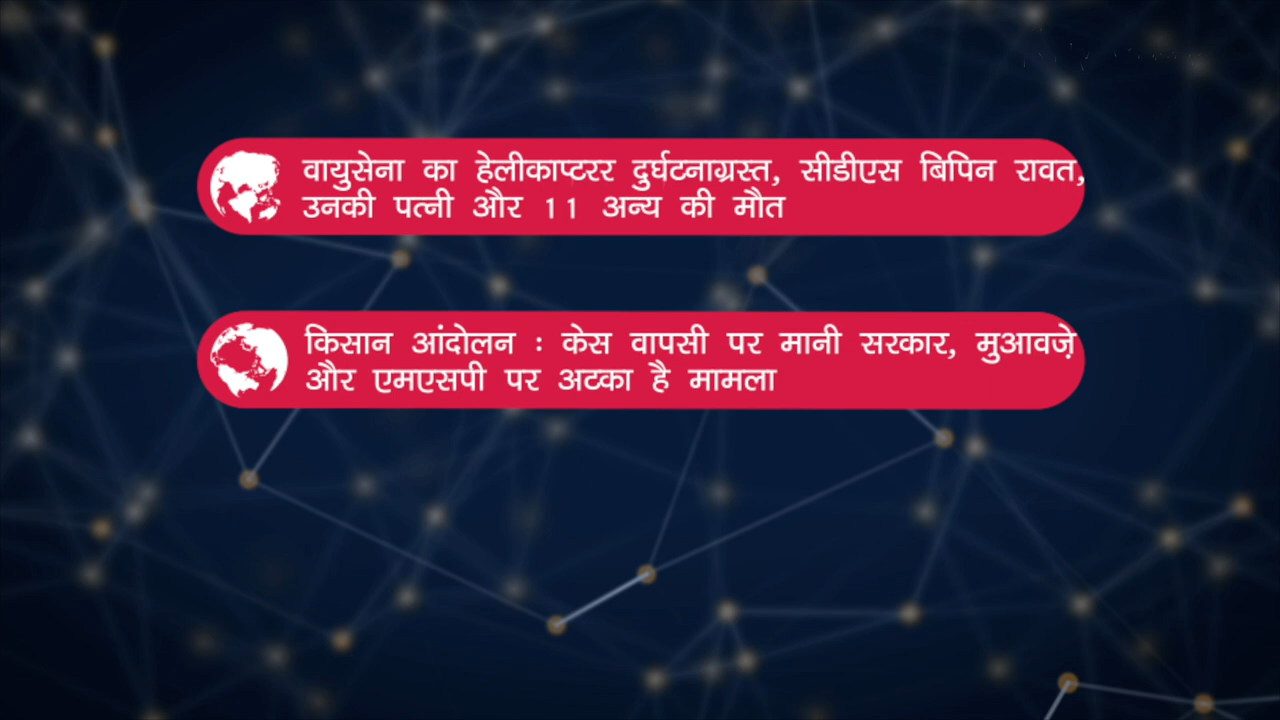 वायुसेना का हेलीकाप्टरर दुर्घटनाग्रस्त, सीडीएस बिपिन रावत,
उनकी पत्नी और 11 अन्य की मौत
किसान आंदोलन : केस वापसी पर मानी सरकार, मुआवज़े
और एमएसपी पर अटका है मामला